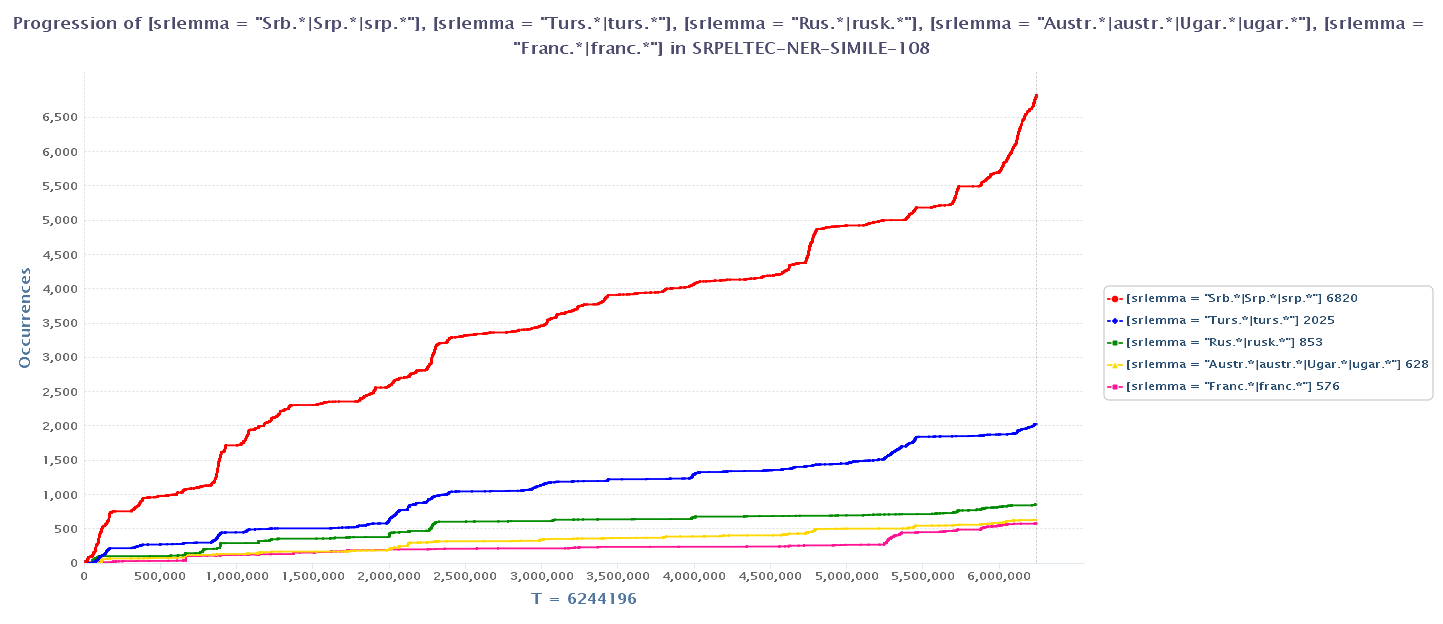 Progression of [srlemma = "Srb.*|Srp.*|srp.*"], [srlemma = "Turs.*|turs.*"], [srlemma = "Rus.*|rusk.*"], [srlemma = "Austr.*|austr.*|Ugar.*|ugar.*"], [srlemma =
"Franc.*|franc.*"] in SRPELTEC-NER-SIMILE-108
Occurrences
6,500
6,000
5,500
5,000
4,500
4,000
3,500
3,000
2,500
2,000
1,500
1,000
500
0
0 500,000 1,000,000 1,500,000 2,000,000 2,500,000 3,000,000 3,500,000 4,000,000 4,500,000 5,000,000 5,500,000 6,000,000
T = 6244196
[srlemma = "Srb.*|Srp.*|srp.*"] 6820
[srlemma = "Turs.*|turs.*"] 2025
[srlemma = "Rus.*|rusk.*"] 853
[srlemma = "Austr.*|austr.*|Ugar.*|ugar.*"] 628
[srlemma = "Franc.*|franc.*"] 576